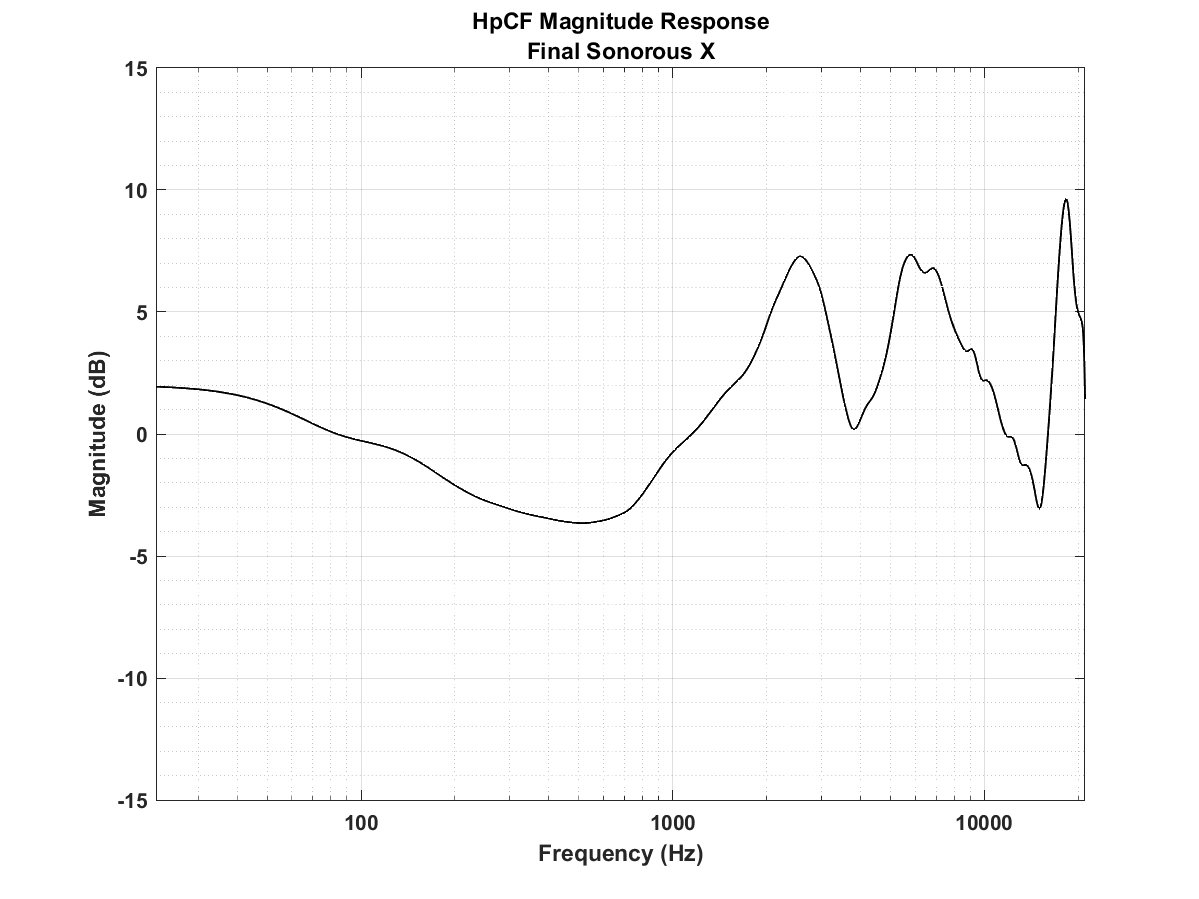 HpCF Magnitude Response
Final Sonorous X
15
10
5
0
-5
-10
-15
Magnitude (dB)
100
1000
10000
Frequency (Hz)